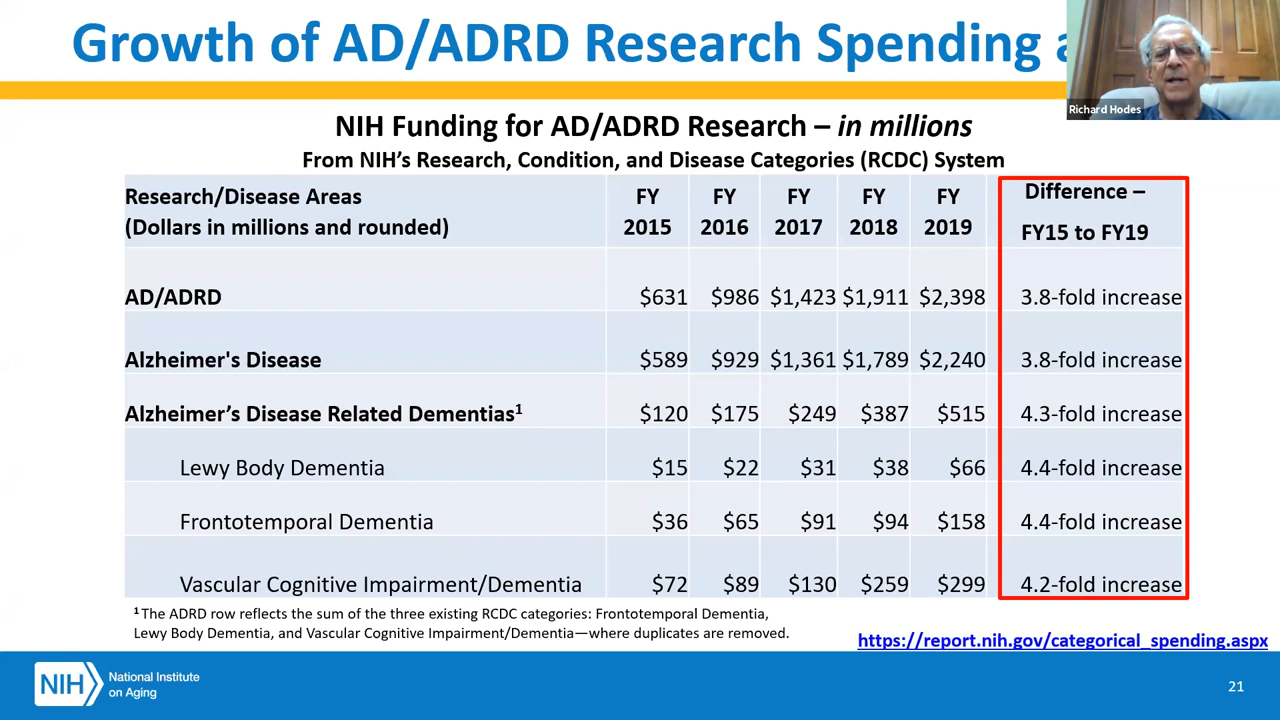 Growth of AD/ADRD Research Spending a
Richard Hodes
NIH Funding for AD/ADRD Research – in millions
From NIH's Research, Condition, and Disease Categories (RCDC) System
Research/Disease Areas (Dollars in millions and rounded) FY 2015 FY 2016 FY 2017 FY 2018 FY 2019 Difference – FY15 to FY19
AD/ADRD $631 $986 $1,423 $1,911 $2,398 3.8-fold increase
Alzheimer's Disease $589 $929 $1,361 $1,789 $2,240 3.8-fold increase
Alzheimer's Disease Related Dementias¹ $120 $175 $249 $387 $515 4.3-fold increase
Lewy Body Dementia $15 $22 $31 $38 $66 4.4-fold increase
Frontotemporal Dementia $36 $65 $91 $94 $158 4.4-fold increase
Vascular Cognitive Impairment/Dementia $72 $89 $130 $259 $299 4.2-fold increase
¹ The ADRD row reflects the sum of the three existing RCDC categories: Frontotemporal Dementia,
Lewy Body Dementia, and Vascular Cognitive Impairment/Dementia—where duplicates are removed.
https://report.nih.gov/categorical_spending.aspx
NIH National Institute
on Aging
21